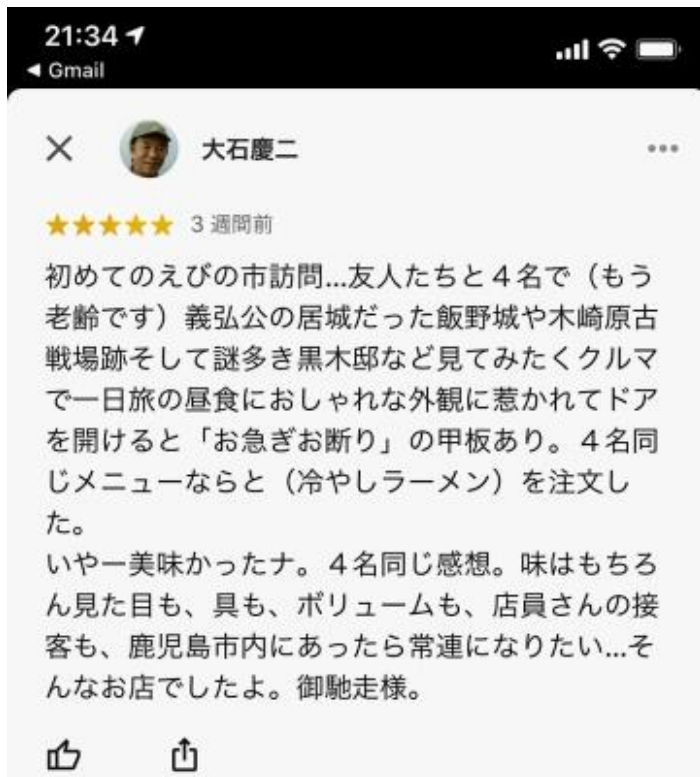 21:34
◀ Gmail
大石慶二
★★★★★ 3 週間前
初めてのえびの市訪問...友人たちと４名で（もう
老齢です）義弘公の居城だった飯野城や木崎原古
戦場跡そして謎多き黒木邸など見てみたくクルマ
で一日旅の昼食におしゃれな外観に惹かれてドア
を開けると「お急ぎお断り」の甲板あり。４名同
じメニューならと（冷やしラーメン）を注文し
た。
いやー美味かったナ。４名同じ感想。味はもちろ
ん見た目も、具も、ボリュームも、店員さんの接
客も、鹿児島市内にあったら常連になりたい...そ
んなお店でしたよ。御馳走様。